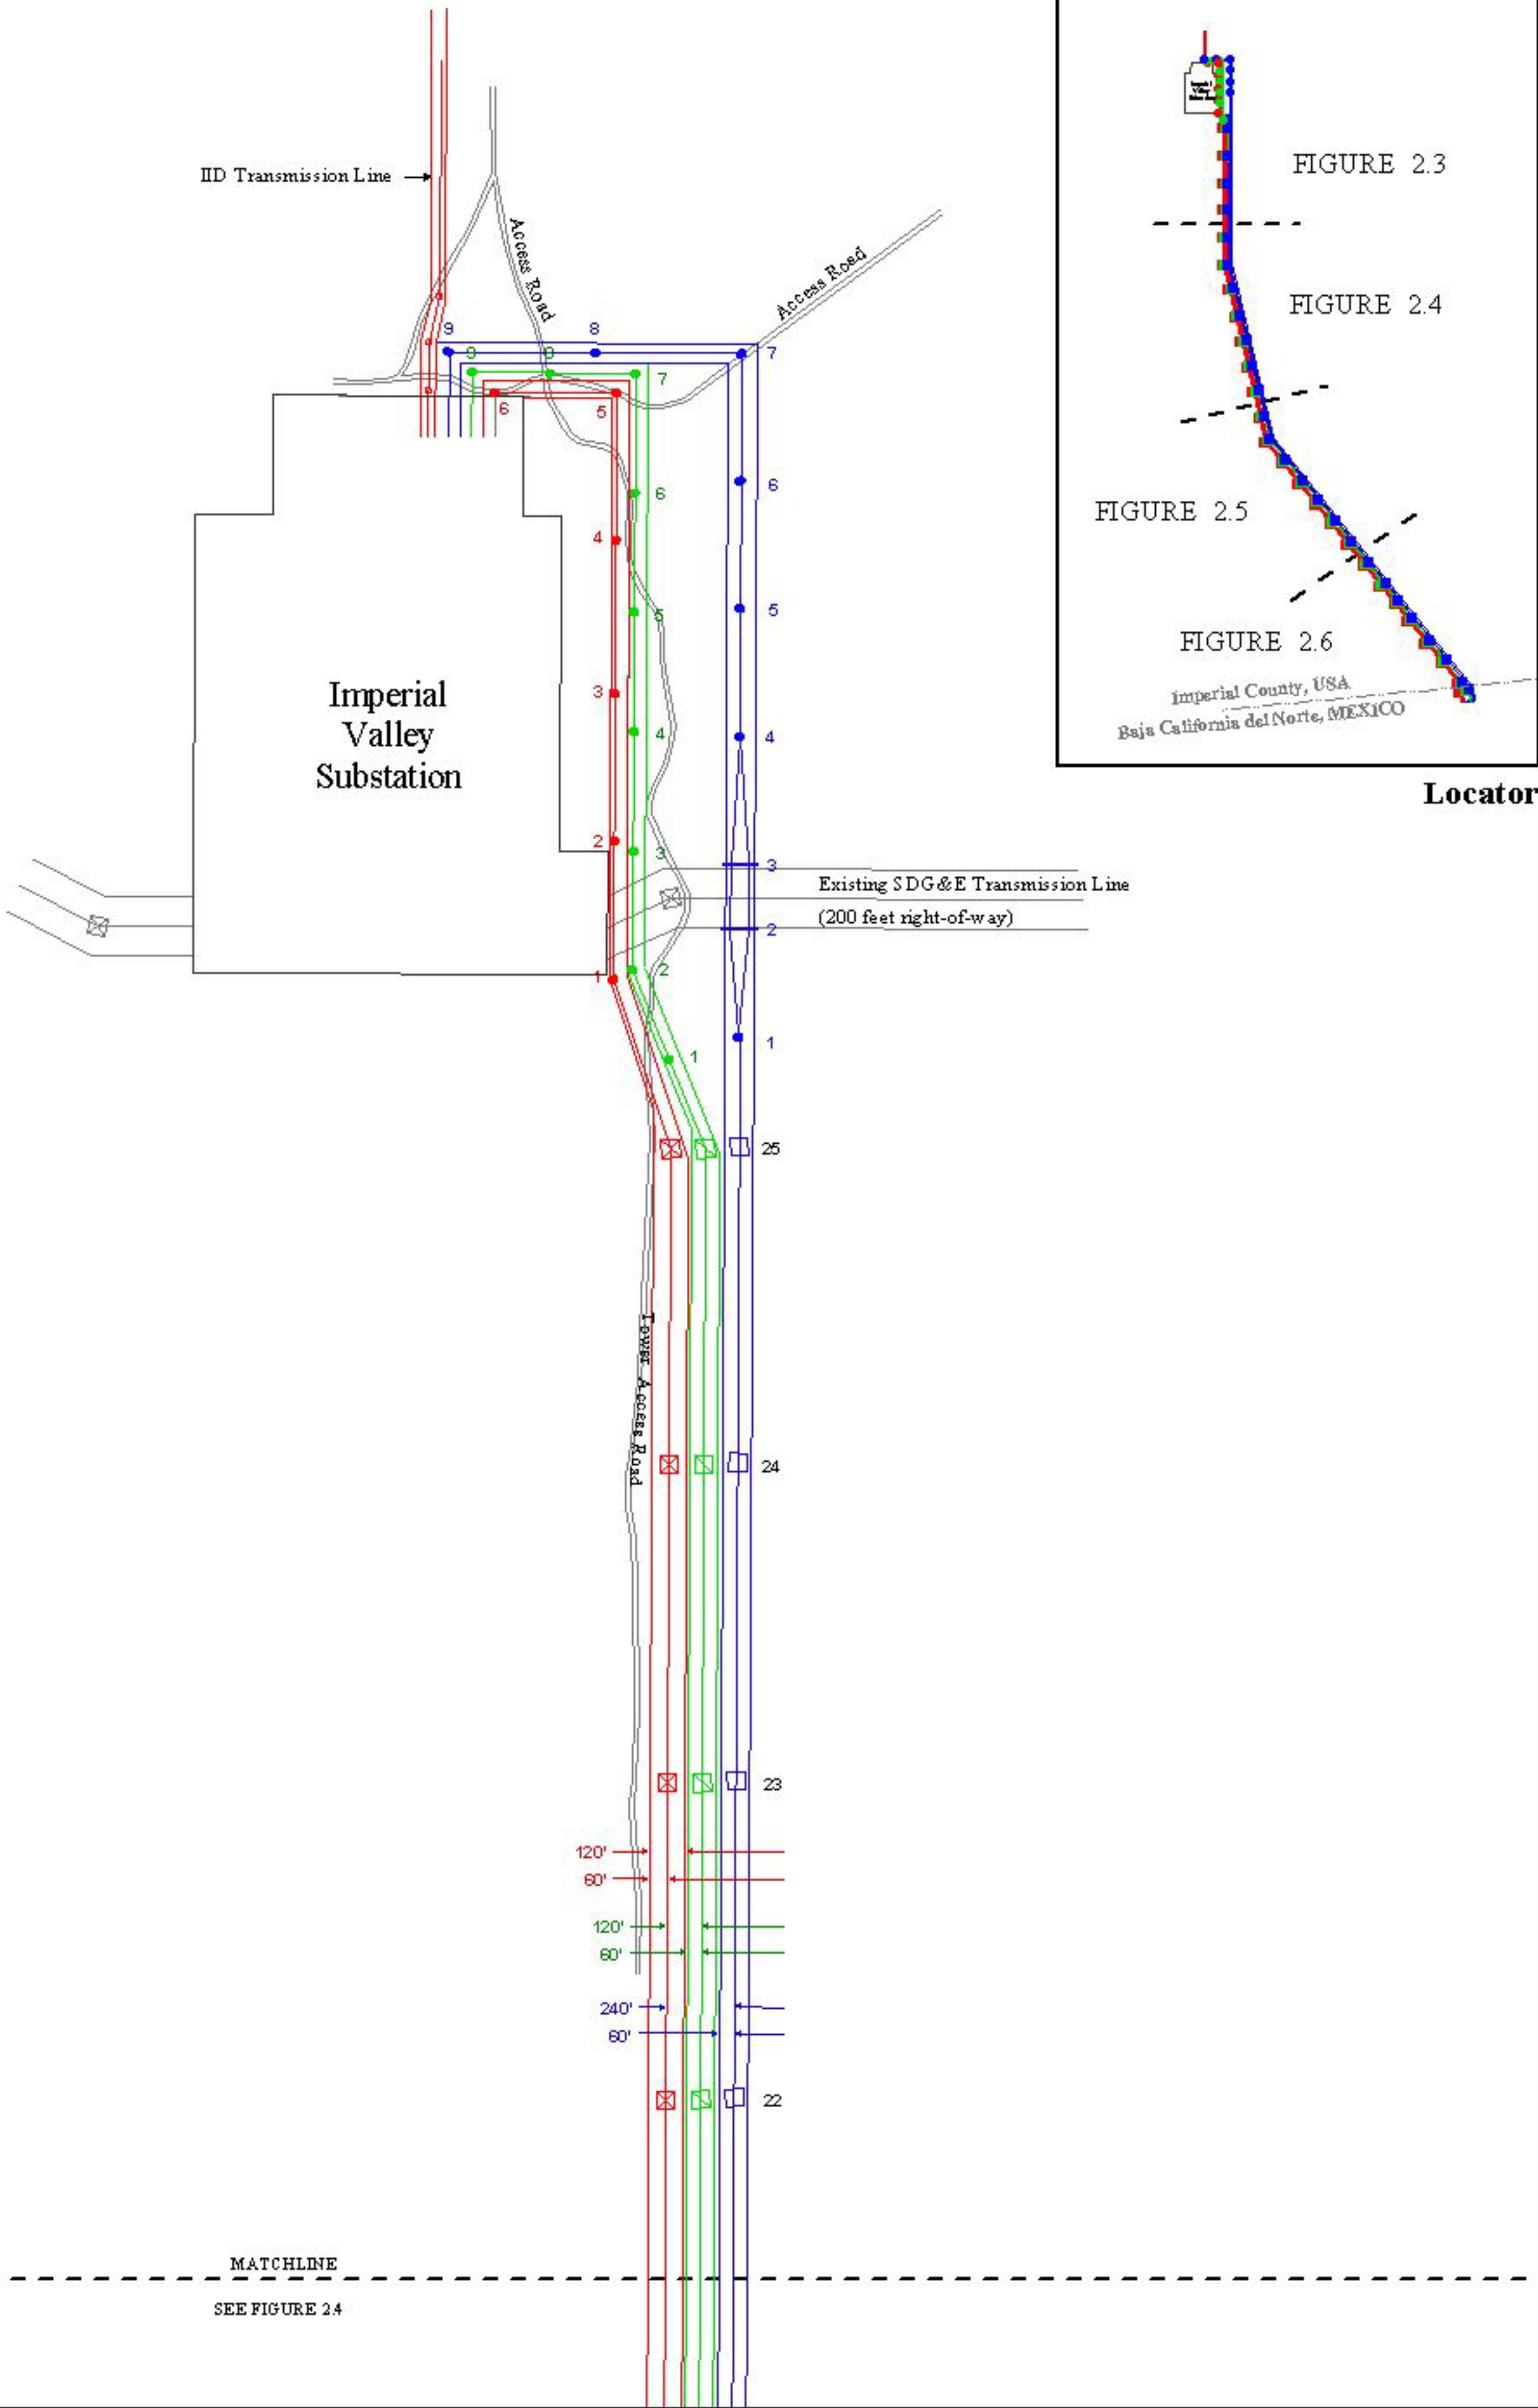 IID Transmission Line
Access Road
Access Road
9
8
7
9
7
6
5
6
6
4
5
5
3
4
4
2
3
3
Imperial
Valley
Substation
Existing SDG&E Transmission Line
(200 feet right-of-way)
2
1
2
1
1
25
Tower Access Road
24
23
120'
60'
120'
60'
240'
60'
22
MATCHLINE
SEE FIGURE 2.4
FIGURE 2.3
FIGURE 2.4
FIGURE 2.5
FIGURE 2.6
Imperial County, USA
Baja California del Norte, MEXICO
Locator